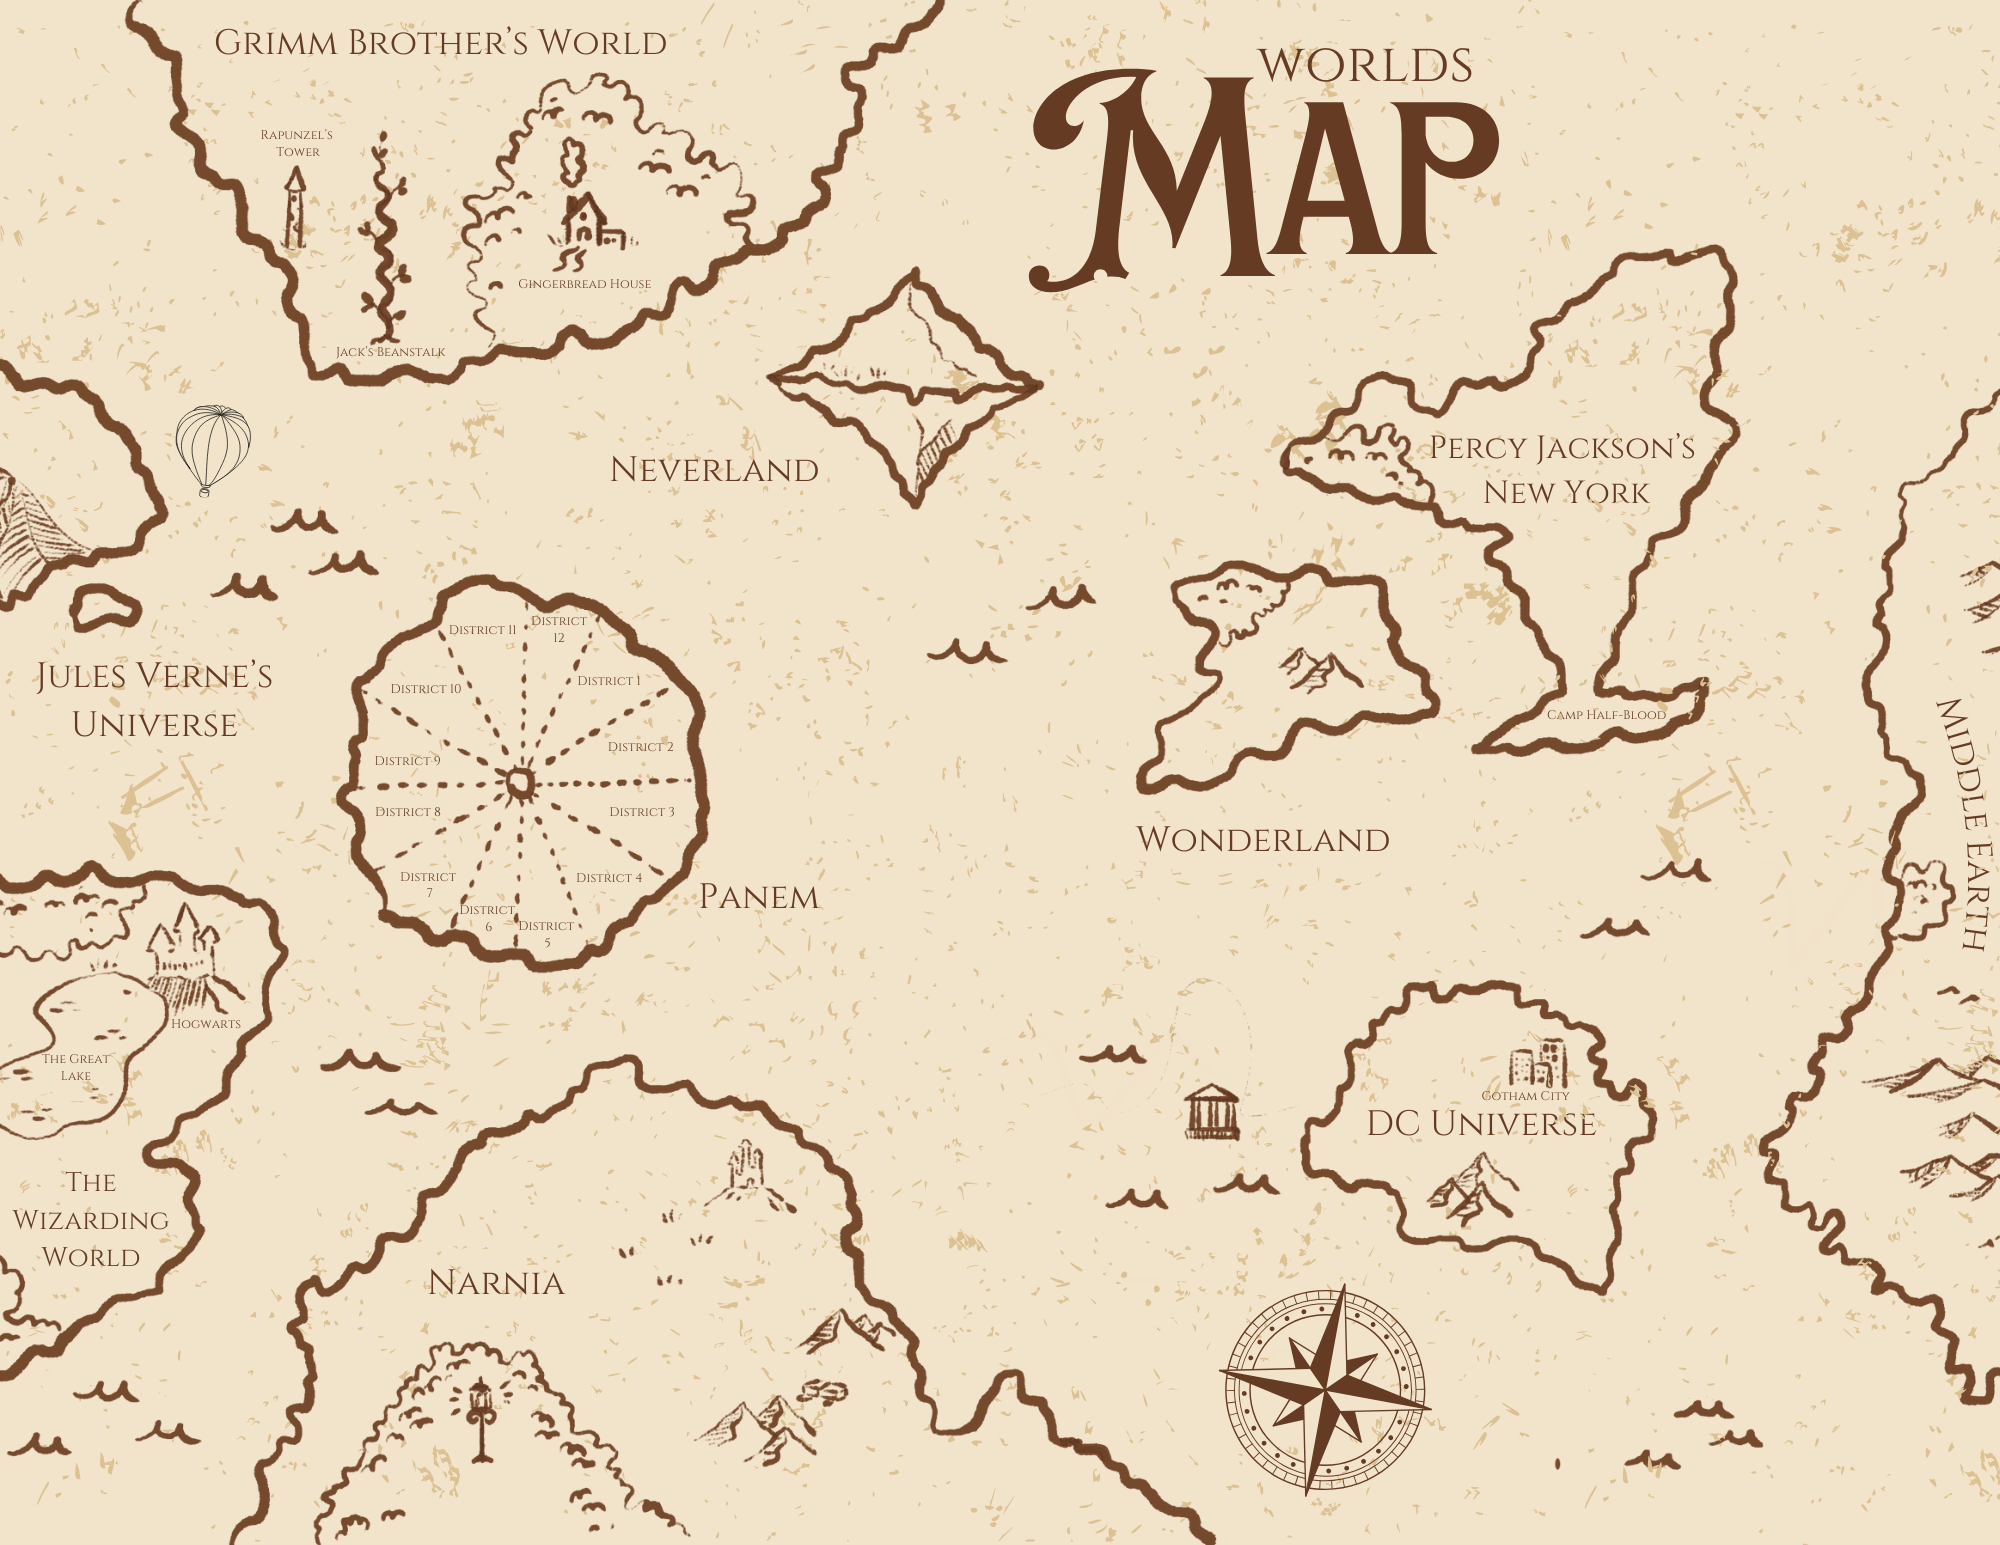 Grimm Brother's World
WORLDS
MAP
Rapunzel's
Tower
Gingerbread House
Jack's Beanstalk
Neverland
Percy Jackson's
New York
Camp Half-Blood
Jules Verne's
Universe
District 11
District
12
District 10
District 1
District 9
District 2
District 8
District 3
District
7
District 4
District
6
District
5
Panem
Wonderland
Middle Earth
Hogwarts
The Great
Lake
The
Wizarding
World
Gotham City
DC Universe
Narnia